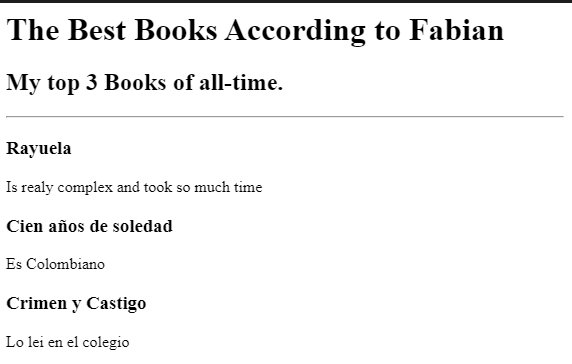 The Best Books According to Fabian
My top 3 Books of all-time.
Rayuela
Is realy complex and took so much time
Cien años de soledad
Es Colombiano
Crimen y Castigo
Lo lei en el colegio